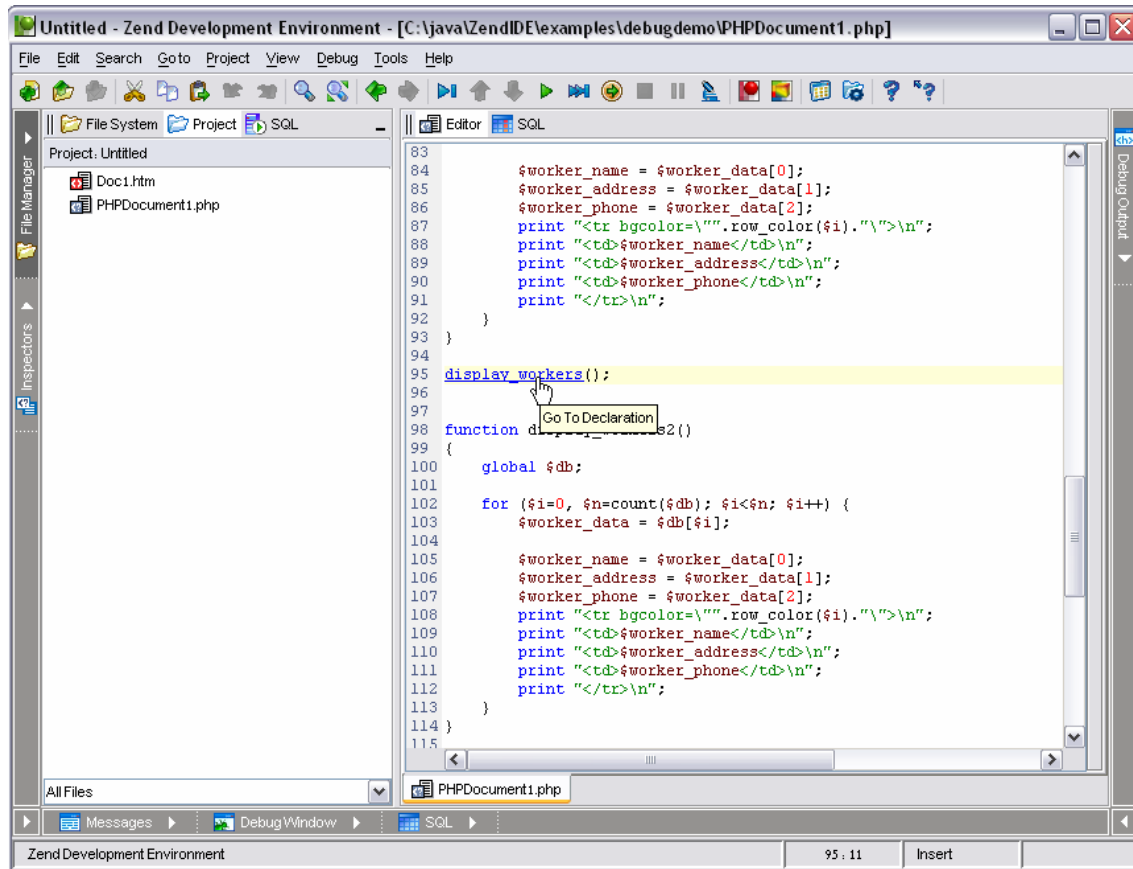 Untitled - Zend Development Environment - [C:\java\ZendIDE\examples\debugdemo\PHPDocument1.php]
File Edit Search Goto Project View Debug Tools Help
File System Project SQL
Editor SQL
Project: Untitled
Doc1.htm
PHPDocument1.php
File Manager
Inspectors
83
84 $worker_name = $worker_data[0];
85 $worker_address = $worker_data[1];
86 $worker_phone = $worker_data[2];
87 print "<tr bgcolor=\"".row_color($i)."\">\n";
88 print "<td>$worker_name</td>\n";
89 print "<td>$worker_address</td>\n";
90 print "<td>$worker_phone</td>\n";
91 print "</tr>\n";
92 }
93 }
94
95 display_workers();
96
97
Go To Declaration
98 function d s2()
99 {
100 global $db;
101
102 for ($i=0, $n=count($db); $i<$n; $i++) {
103 $worker_data = $db[$i];
104
105 $worker_name = $worker_data[0];
106 $worker_address = $worker_data[1];
107 $worker_phone = $worker_data[2];
108 print "<tr bgcolor=\"".row_color($i)."\">\n";
109 print "<td>$worker_name</td>\n";
110 print "<td>$worker_address</td>\n";
111 print "<td>$worker_phone</td>\n";
112 print "</tr>\n";
113 }
114 }
115
<h>
Debug Output
All Files
PHPDocument1.php
Messages Debug Window SQL
Zend Development Environment 95 : 11 Insert